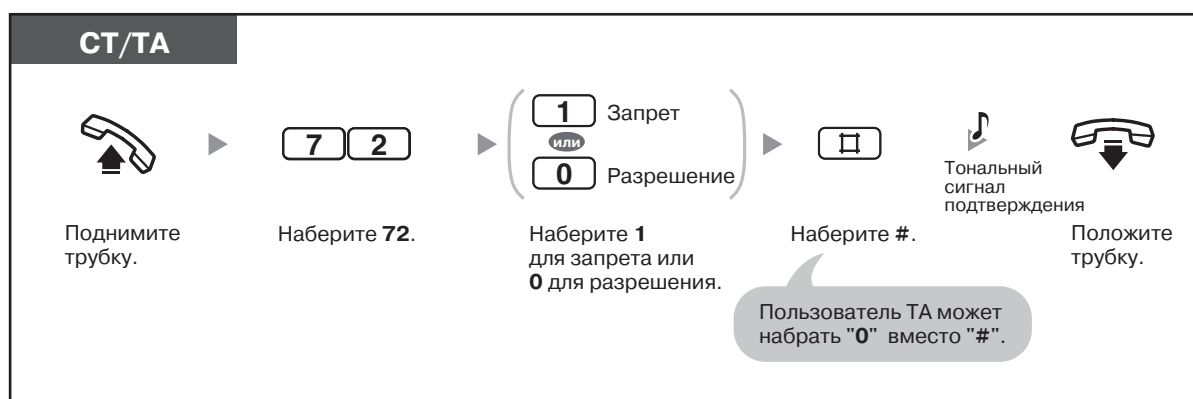 СТ/ТА
7 2
1 Запрет
или
0 Разрешение
#
Тональный
сигнал
подтверждения
Поднимите
трубку.
Наберите 72.
Наберите 1
для запрета или
0 для разрешения.
Наберите #.
Положите
трубку.
Пользователь ТА может
набрать "0" вместо "#".